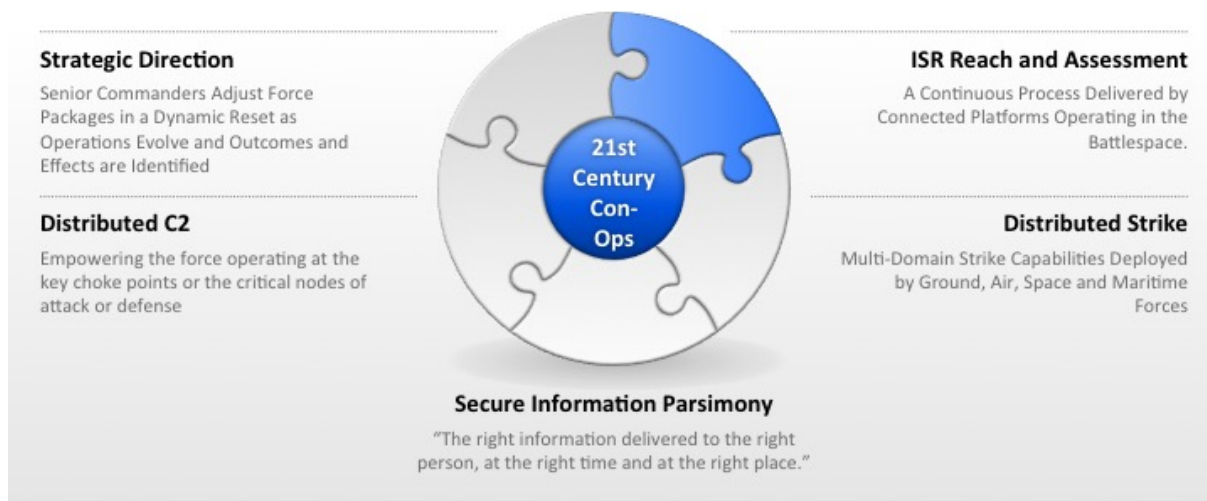 Strategic Direction
Senior Commanders Adjust Force
Packages in a Dynamic Reset as
Operations Evolve and Outcomes and
Effects are Identified
Distributed C2
Empowering the force operating at the
key choke points or the critical nodes of
attack or defense
21st
Century
Con-
Ops
ISR Reach and Assessment
A Continuous Process Delivered by
Connected Platforms Operating in the
Battlespace.
Distributed Strike
Multi-Domain Strike Capabilities Deployed
by Ground, Air, Space and Maritime
Forces
Secure Information Parsimony
“The right information delivered to the right
person, at the right time and at the right place.”